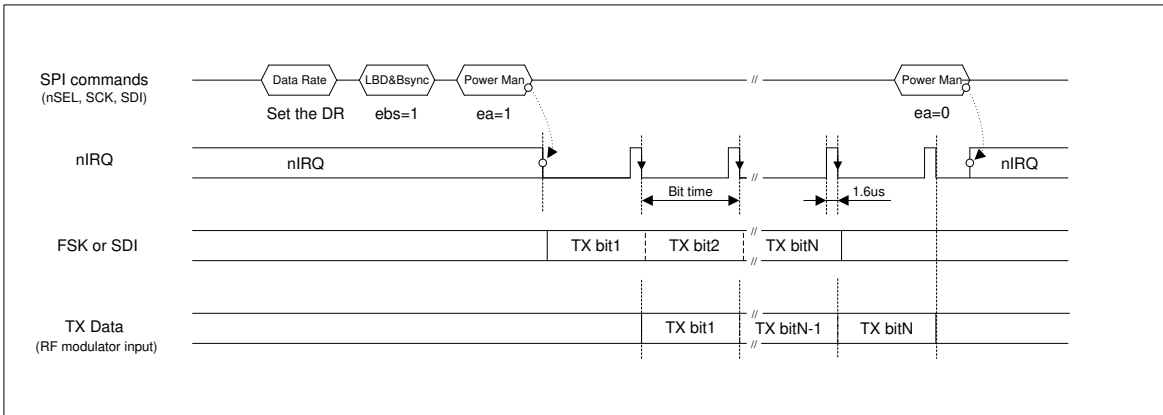 SPI commands
(nSEL, SCK, SDI)
Data Rate
LBD&Bsync
Power Man
//
Power Man
Set the DR
ebs=1
ea=1
ea=0
nIRQ
nIRQ
nIRQ
//
Bit time
1.6us
FSK or SDI
TX bit1
TX bit2
//
TX bitN
//
TX Data
(RF modulator input)
//
TX bit1
TX bitN-1
TX bitN
//